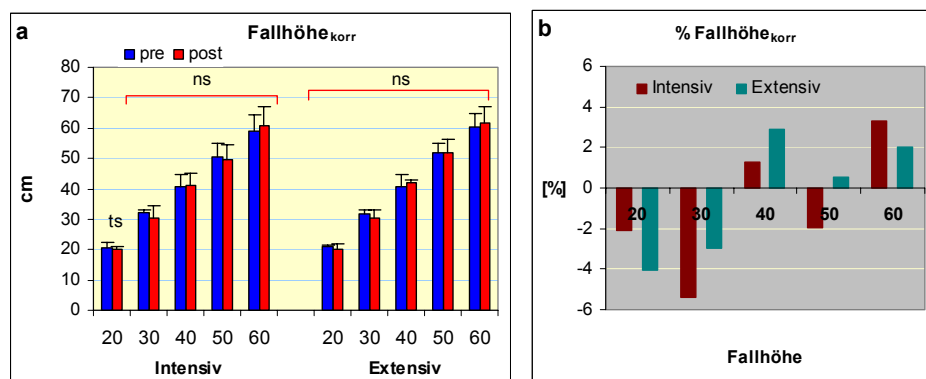 a
Fallhöhekorr
pre post
80
70
60
50
40
30
20
10
0
cm
ns
ns
ts
20 30 40 50 60 20 30 40 50 60
Intensiv Extensiv
b
% Fallhöhekorr
Intensiv Extensiv
6
4
2
0
-2
-4
-6
[%]
20 30 40 50 60
Fallhöhe